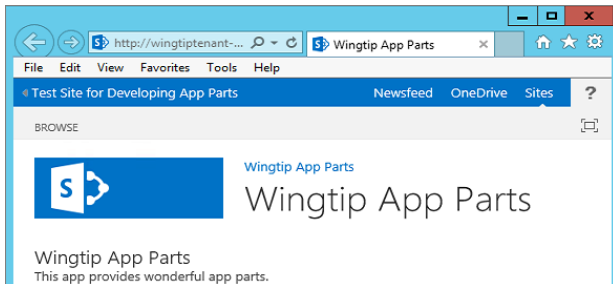 http://wingtiptenant-...
Wingtip App Parts
File Edit View Favorites Tools Help
Test Site for Developing App Parts Newsfeed OneDrive Sites ?
BROWSE
S
Wingtip App Parts
Wingtip App Parts
Wingtip App Parts
This app provides wonderful app parts.